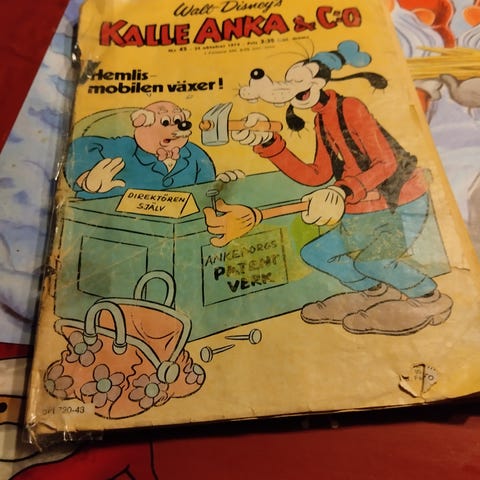 Walt Disney's
KALLE ANKA & C:O
Hemlis-
mobilen växer!
DIREKTÖREN
SJÄLV
ANKEBORGS
PATENT
VERK